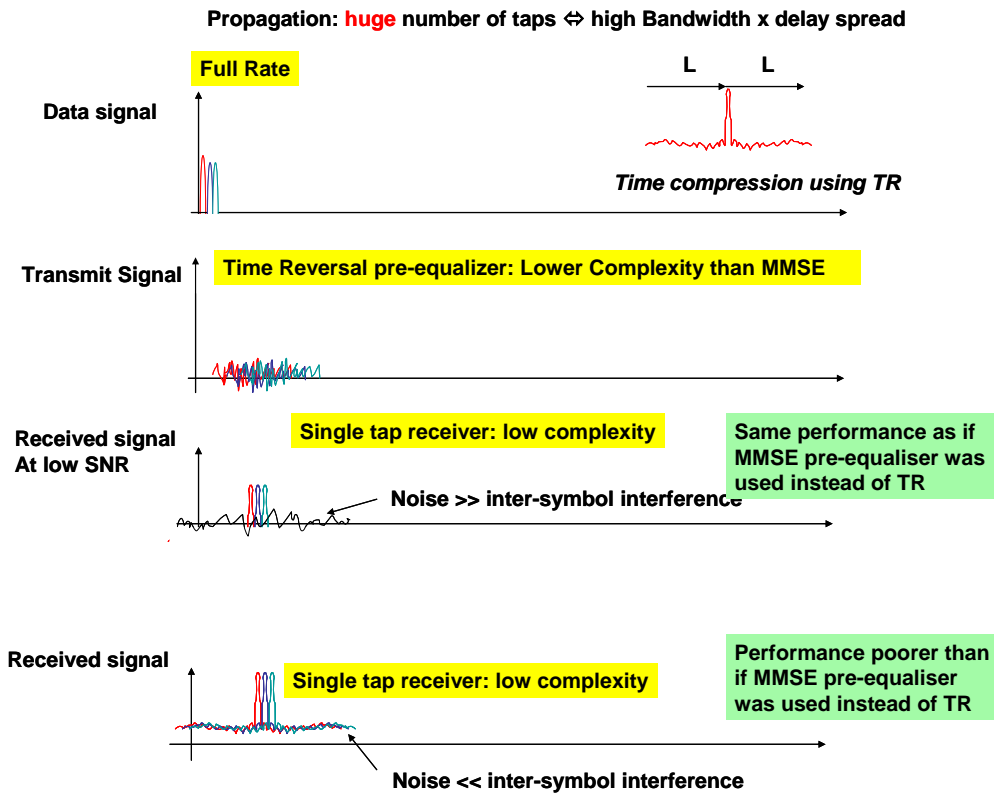 Propagation: huge number of taps ⇔ high Bandwidth x delay spread
Full Rate
L L
Data signal
Time compression using TR
Transmit Signal
Time Reversal pre-equalizer: Lower Complexity than MMSE
Received signal
At low SNR
Single tap receiver: low complexity
Same performance as if
MMSE pre-equaliser was
used instead of TR
Noise >> inter-symbol interference
Received signal
Single tap receiver: low complexity
Performance poorer than
if MMSE pre-equaliser
was used instead of TR
Noise << inter-symbol interference